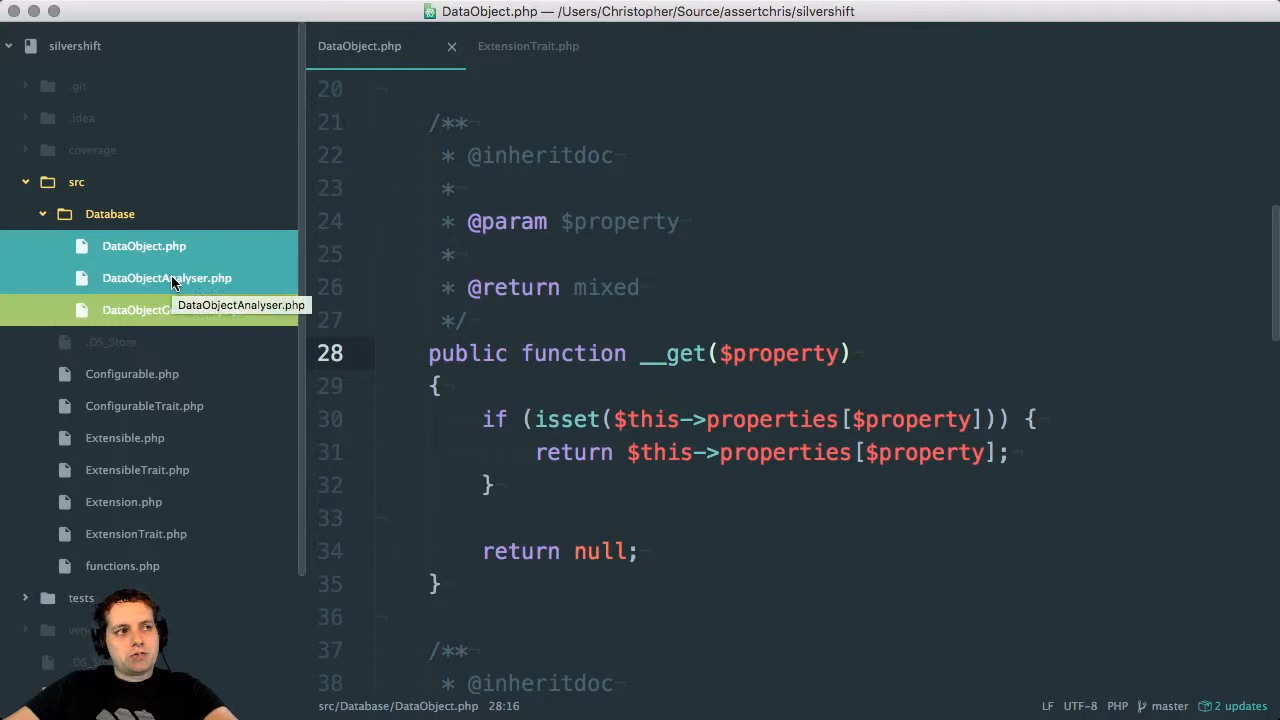 DataObject.php — /Users/Christopher/Source/assertchris/silvershift
silvershift
.git
.idea
coverage
src
Database
DataObject.php
DataObjectAnalyser.php
DataObjectAnalyser.php
.DS_Store
Configurable.php
ConfigurableTrait.php
Extensible.php
ExtensibleTrait.php
Extension.php
ExtensionTrait.php
functions.php
tests
DataObject.php
ExtensionTrait.php
20
21 /**
22 * @inheritdoc
23 *
24 * @param $property
25 *
26 * @return mixed
27 */
28 public function __get($property)
29 {
30 if (isset($this->properties[$property])) {
31 return $this->properties[$property];
32 }
33
34 return null;
35 }
36
37 /**
38 * @inheritdoc
src/Database/DataObject.php 28:16
LF UTF-8 PHP master 2 updates